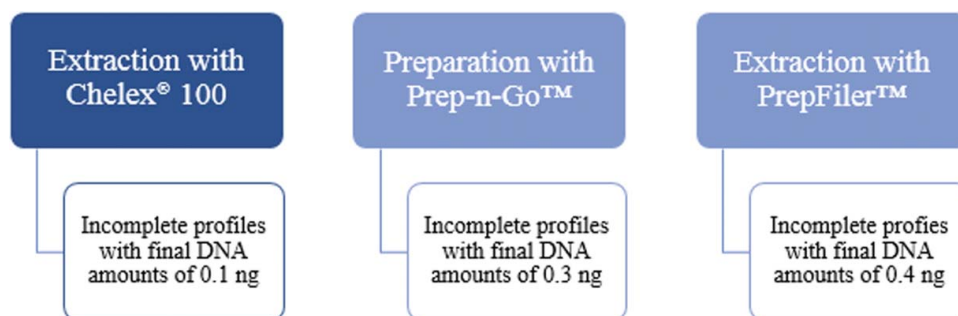 Extraction with
Chelex® 100
Incomplete profiles
with final DNA
amounts of 0.1 ng
Preparation with
Prep-n-Go™
Incomplete profiles
with final DNA
amounts of 0.3 ng
Extraction with
PrepFiler™
Incomplete profies
with final DNA
amounts of 0.4 ng